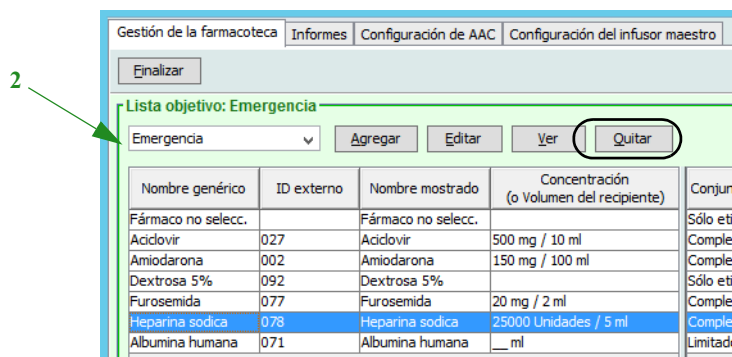 Gestión de la farmacoteca Informes Configuración de AAC Configuración del infusor maestro
Finalizar
2
Lista objetivo: Emergencia
Emergencia Agregar Editar Ver Quitar
Nombre genérico ID externo Nombre mostrado Concentración (o Volumen del recipiente) Conjun
Fármaco no selecc. Fármaco no selecc. Sólo eti
Aciclovir 027 Aciclovir 500 mg / 10 ml Comple
Amiodarona 002 Amiodarona 150 mg / 100 ml Comple
Dextrosa 5% 092 Dextrosa 5% Sólo eti
Furosemida 077 Furosemida 20 mg / 2 ml Comple
Heparina sodica 078 Heparina sodica 25000 Unidades / 5 ml Comple
Albumina humana 071 Albumina humana __ ml Limitado